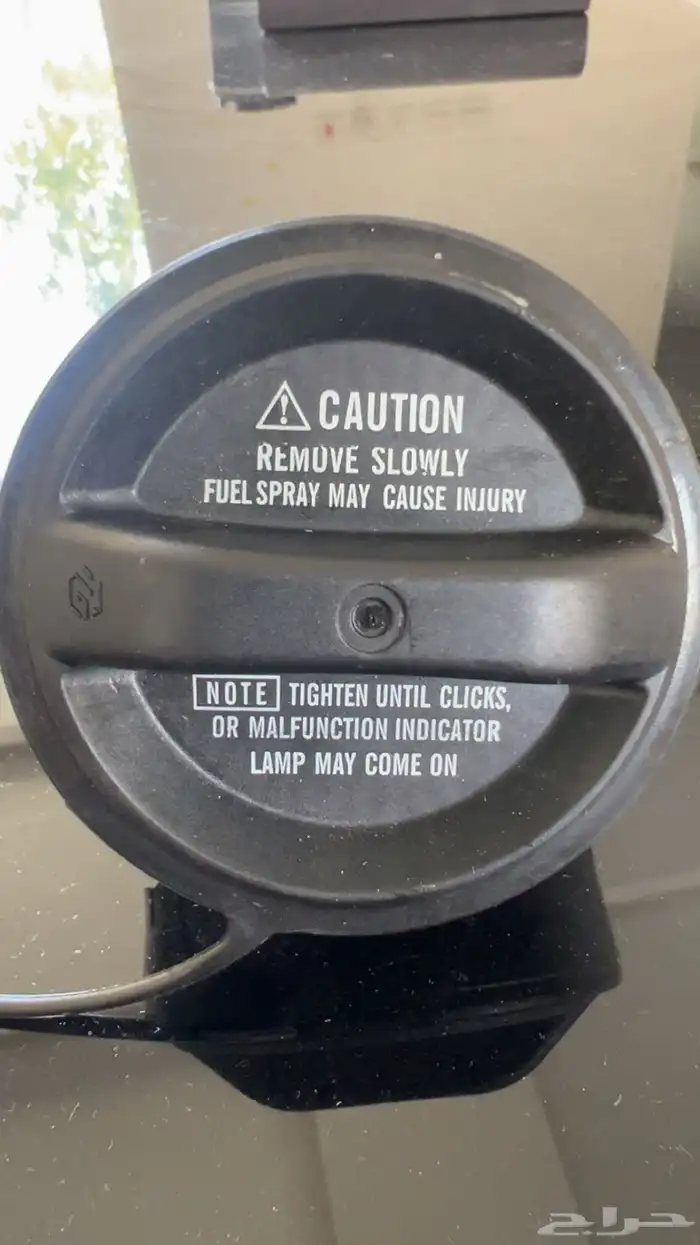 CAUTION
REMOVE SLOWLY
FUEL SPRAY MAY CAUSE INJURY
NOTE TIGHTEN UNTIL CLICKS,
OR MALFUNCTION INDICATOR
LAMP MAY COME ON
حراج